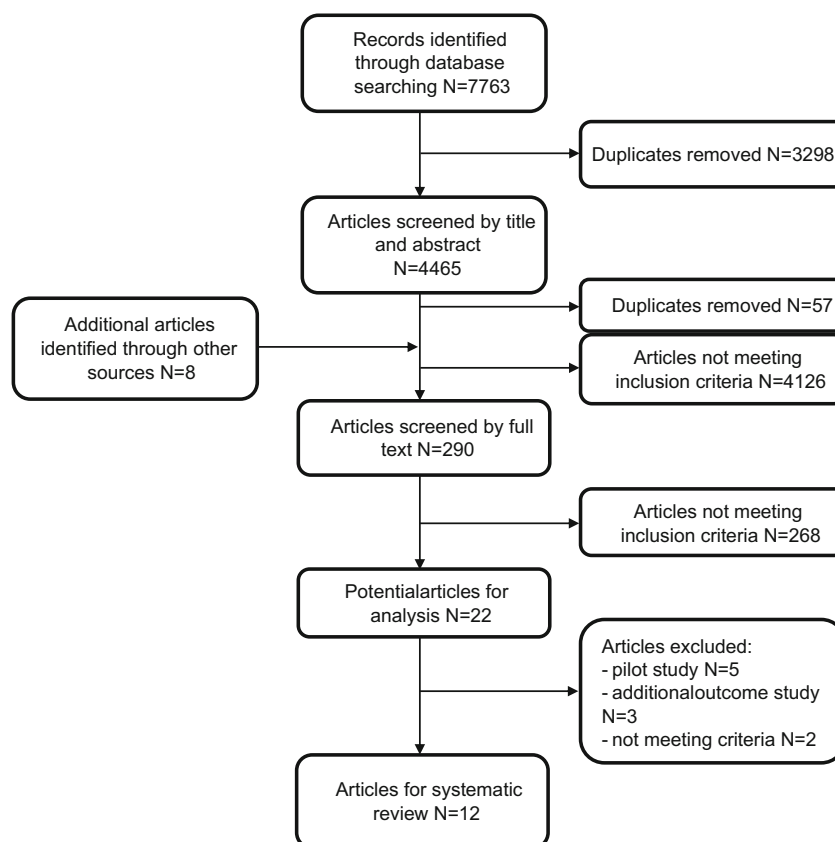 Records identified
through database
searching N=7763
Duplicates removed N=3298
Articles screened by title
and abstract
N=4465
Duplicates removed N=57
Additional articles
identified through other
sources N=8
Articles not meeting
inclusion criteria N=4126
Articles screened by full
text N=290
Articles not meeting
inclusion criteria N=268
Potentialarticles for
analysis N=22
Articles excluded:
- pilot study N=5
- additionaloutcome study
N=3
- not meeting criteria N=2
Articles for systematic
review N=12